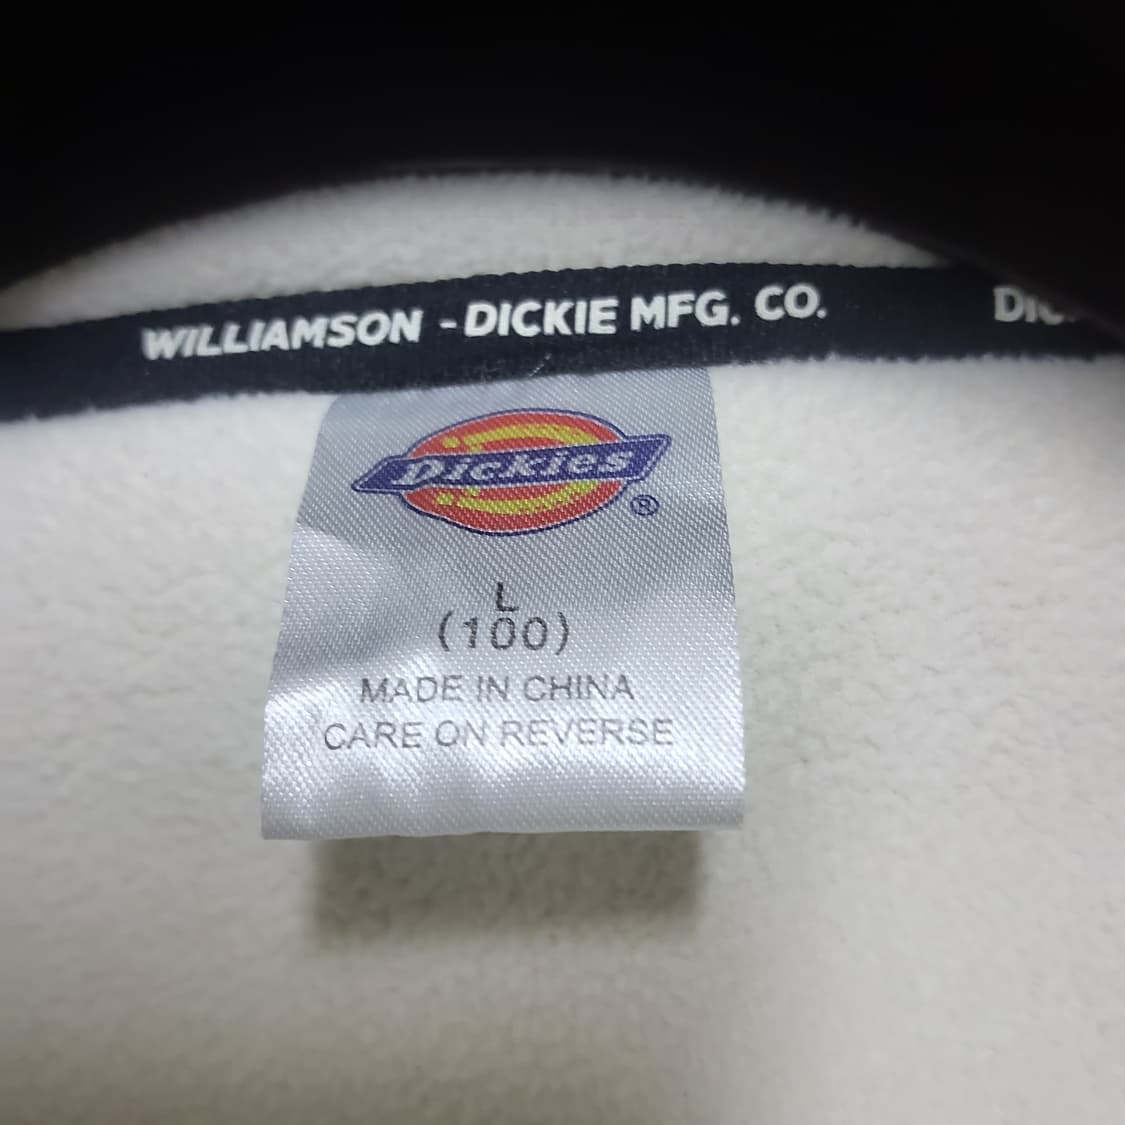 WILLIAMSON - DICKIE MFG. CO.
Dickies
®
L
(100)
MADE IN CHINA
CARE ON REVERSE